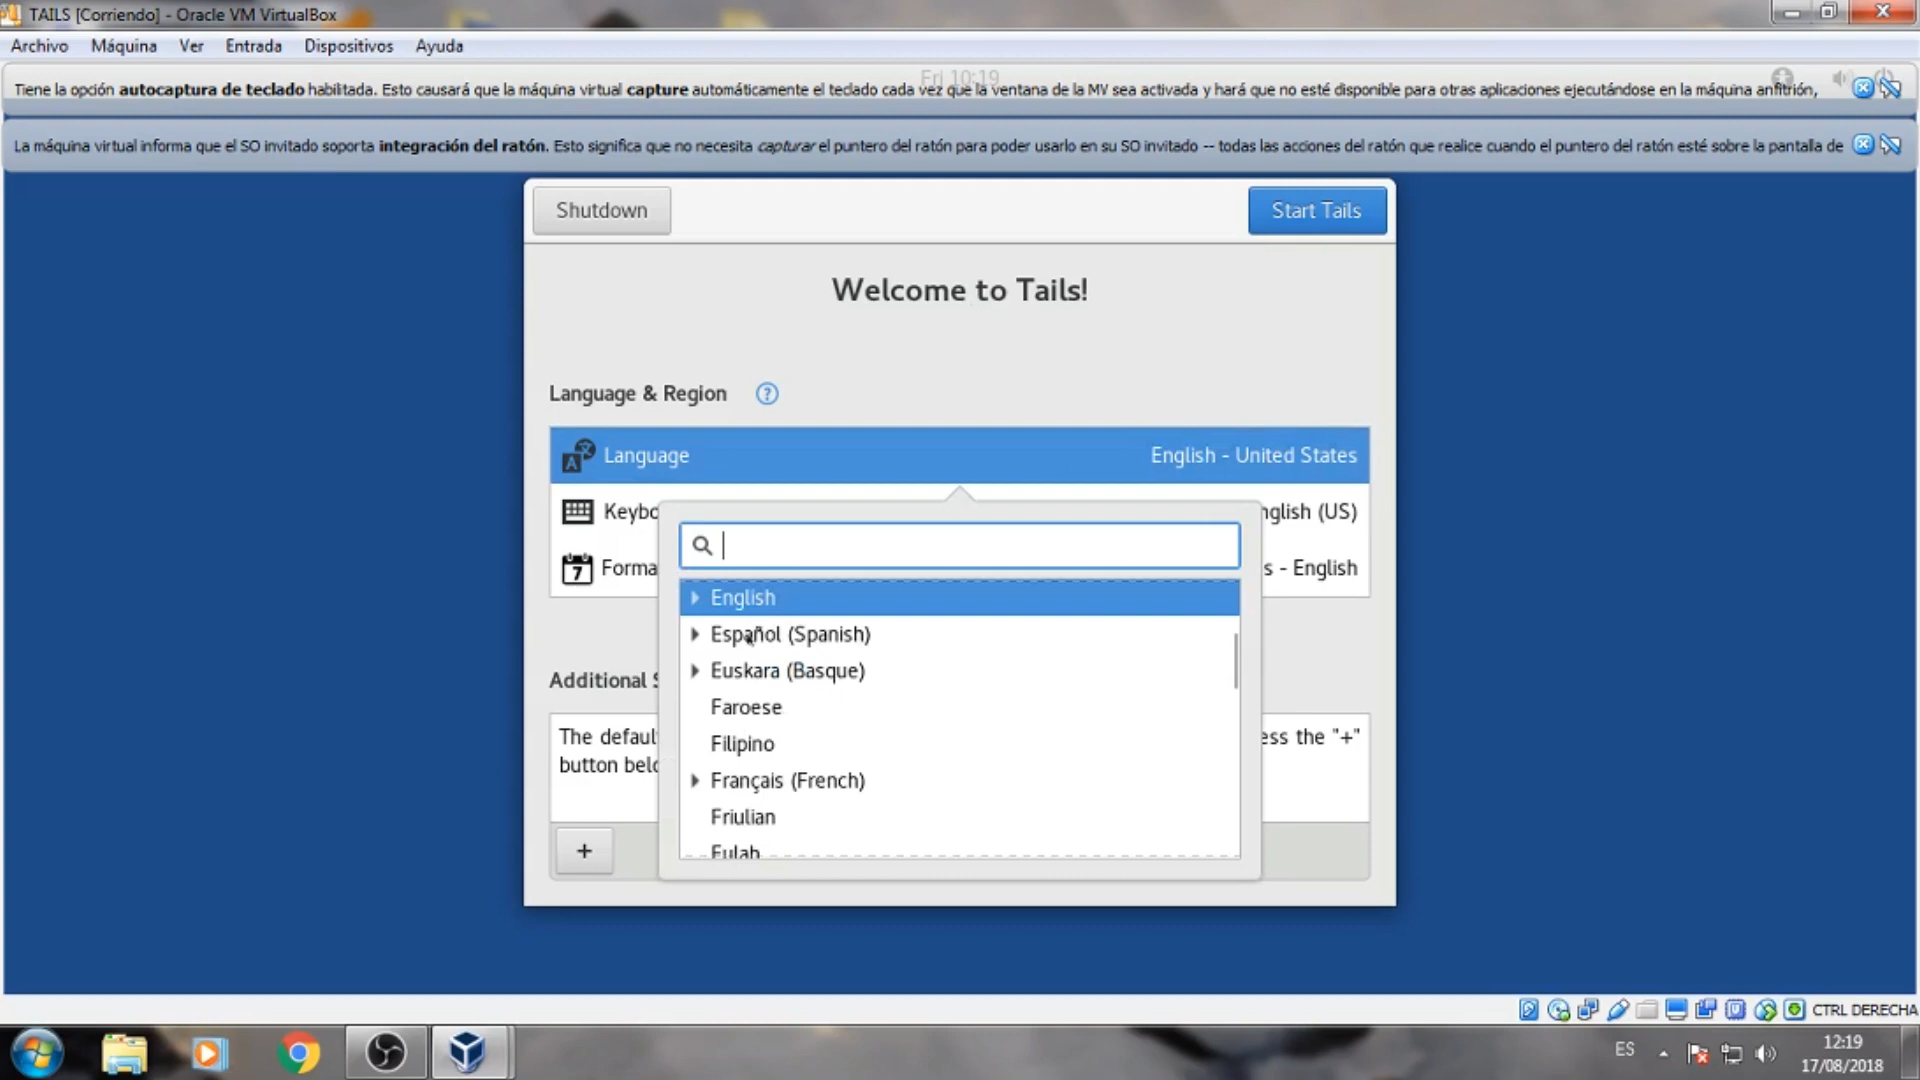 TAILS [Corriendo] - Oracle VM VirtualBox
Archivo Máquina Ver Entrada Dispositivos Ayuda
Fri 10:19
Tiene la opción autocaptura de teclado habilitada. Esto causará que la máquina virtual capture automáticamente el teclado cada vez que la ventana de la MV sea activada y hará que no esté disponible para otras aplicaciones ejecutándose en la máquina anfitrión,
La máquina virtual informa que el SO invitado soporta integración del ratón. Esto significa que no necesita capturar el puntero del ratón para poder usarlo en su SO invitado -- todas las acciones del ratón que realice cuando el puntero del ratón esté sobre la pantalla de
Shutdown
Start Tails
Welcome to Tails!
Language & Region
Language English - United States
Keybo nglish (US)
7 Forma s - English
English
Español (Spanish)
Euskara (Basque)
Faroese
Filipino
Français (French)
Friulian
Fulah
Additional S
The defaul ess the "+"
button belo
+
CTRL DERECHA
ES
12:19
17/08/2018